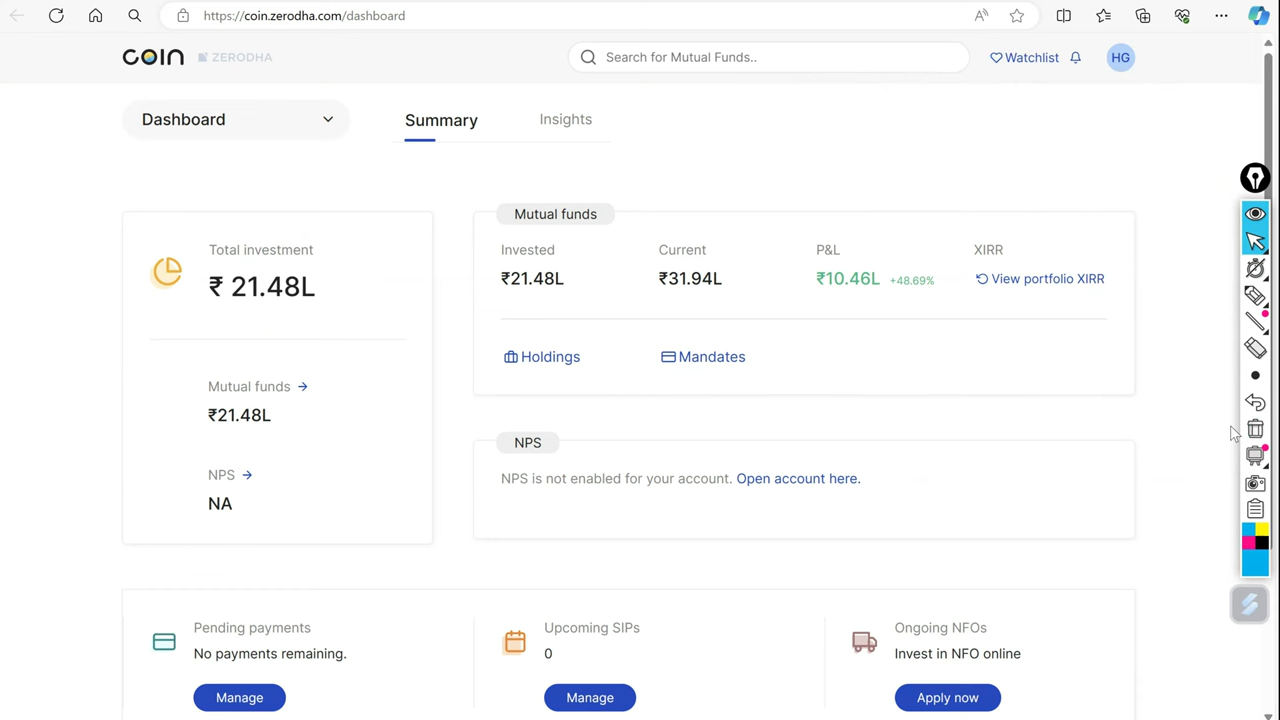 https://coin.zerodha.com/dashboard
COIN ZERODHA
Search for Mutual Funds..
Watchlist
HG
Dashboard
Summary
Insights
Total investment
₹ 21.48L
Mutual funds →
₹21.48L
NPS →
NA
Mutual funds
Invested
Current
P&L
XIRR
₹21.48L
₹31.94L
₹10.46L +48.69%
View portfolio XIRR
Holdings
Mandates
NPS
NPS is not enabled for your account. Open account here.
Pending payments
No payments remaining.
Manage
Upcoming SIPs
0
Manage
Ongoing NFOs
Invest in NFO online
Apply now